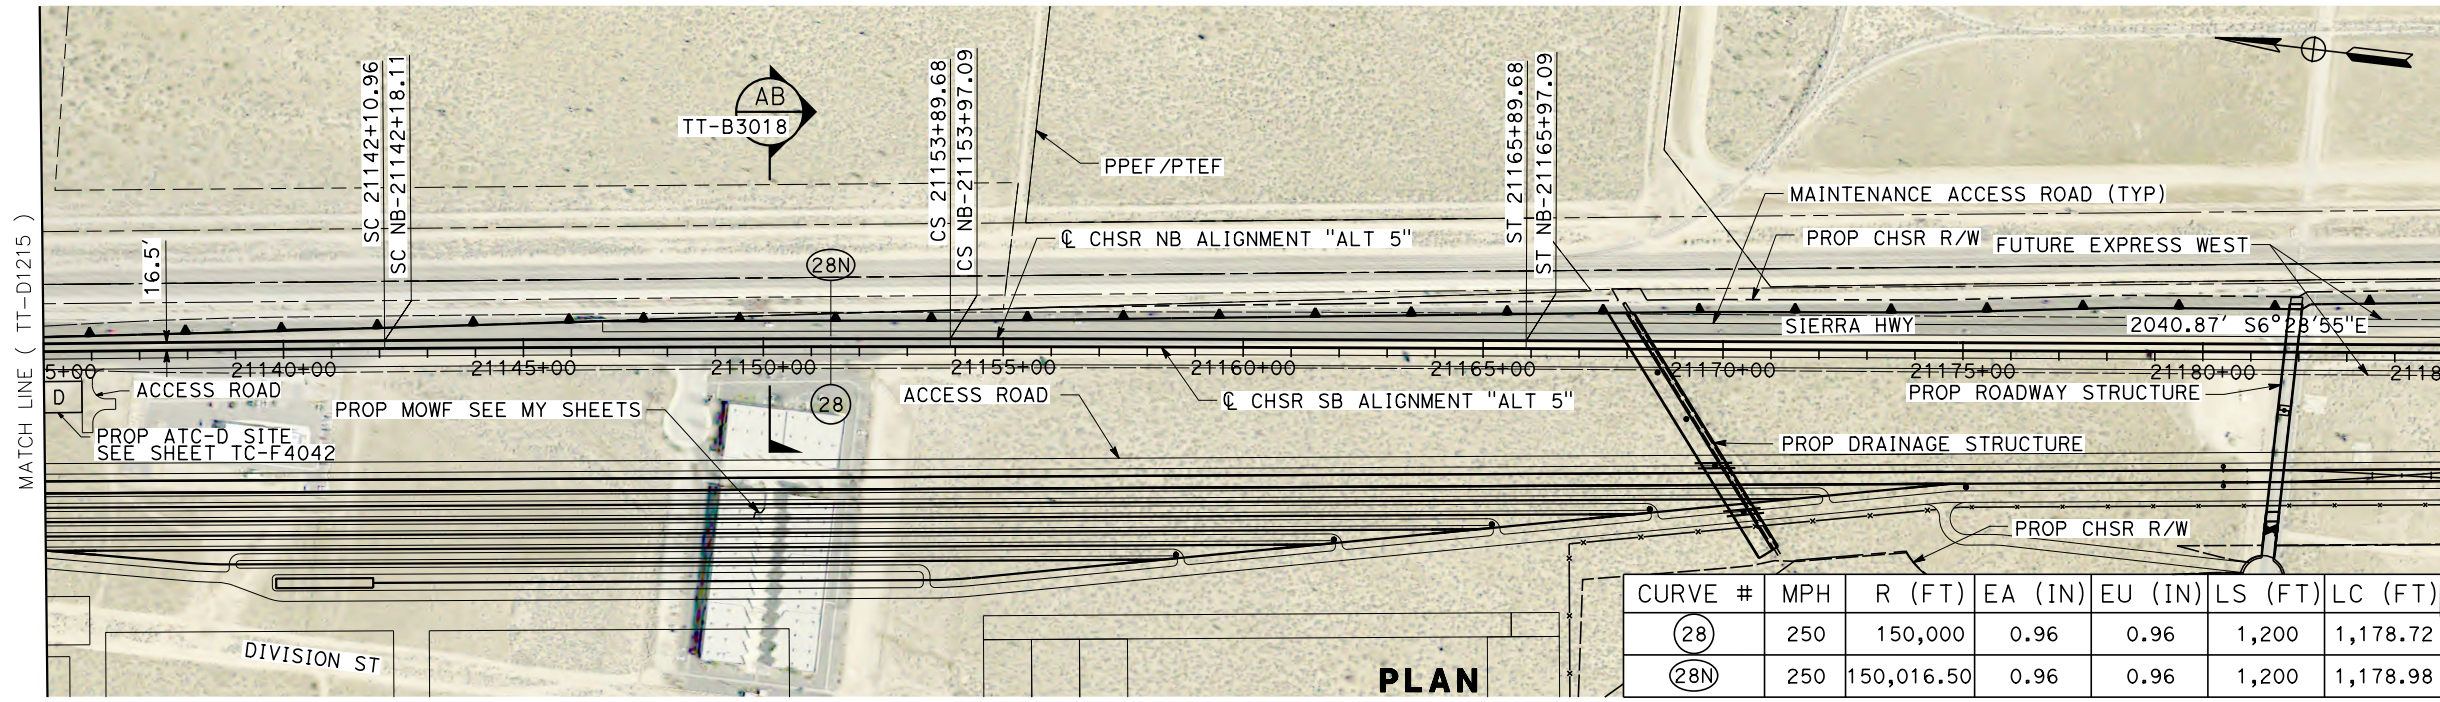 MATCH LINE ( TT-D1215 )
16.5'
SC 21142+10.96
SC NB-21142+18.11
AB
TT-B3018
28N
CS 21153+89.68
CS NB-21153+97.09
PPEF/PTEF
℄ CHSR NB ALIGNMENT "ALT 5"
ST 21165+89.68
ST NB-21165+97.09
MAINTENANCE ACCESS ROAD (TYP)
PROP CHSR R/W
FUTURE EXPRESS WEST
SIERRA HWY
2040.87' S6°28'55"E
5+00
21140+00
21145+00
21150+00
21155+00
21160+00
21165+00
21170+00
21175+00
21180+00
2118
D
ACCESS ROAD
PROP ATC-D SITE
SEE SHEET TC-F4042
PROP MOWF SEE MY SHEETS
28
ACCESS ROAD
℄ CHSR SB ALIGNMENT "ALT 5"
PROP ROADWAY STRUCTURE
PROP DRAINAGE STRUCTURE
PROP CHSR R/W
DIVISION ST
PLAN
CURVE # MPH R (FT) EA (IN) EU (IN) LS (FT) LC (FT)
28 250 150,000 0.96 0.96 1,200 1,178.72
28N 250 150,016.50 0.96 0.96 1,200 1,178.98